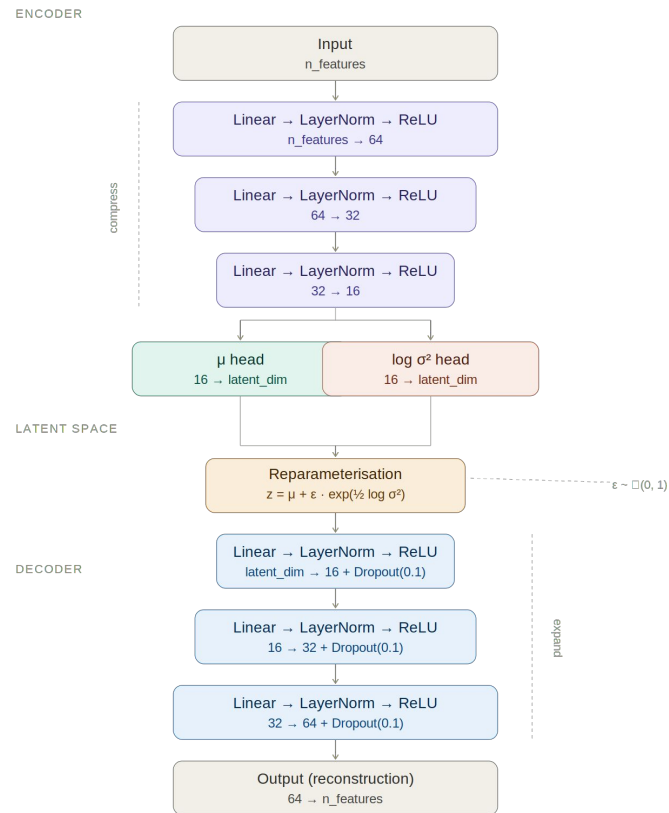 ENCODER
Input
n_features
Linear → LayerNorm → ReLU
n_features → 64
compress
Linear → LayerNorm → ReLU
64 → 32
Linear → LayerNorm → ReLU
32 → 16
μ head
16 → latent_dim
log σ² head
16 → latent_dim
LATENT SPACE
Reparameterisation
z = μ + ε · exp(½ log σ²)
ε ~ □(0, 1)
Linear → LayerNorm → ReLU
latent_dim → 16 + Dropout(0.1)
DECODER
Linear → LayerNorm → ReLU
16 → 32 + Dropout(0.1)
expand
Linear → LayerNorm → ReLU
32 → 64 + Dropout(0.1)
Output (reconstruction)
64 → n_features